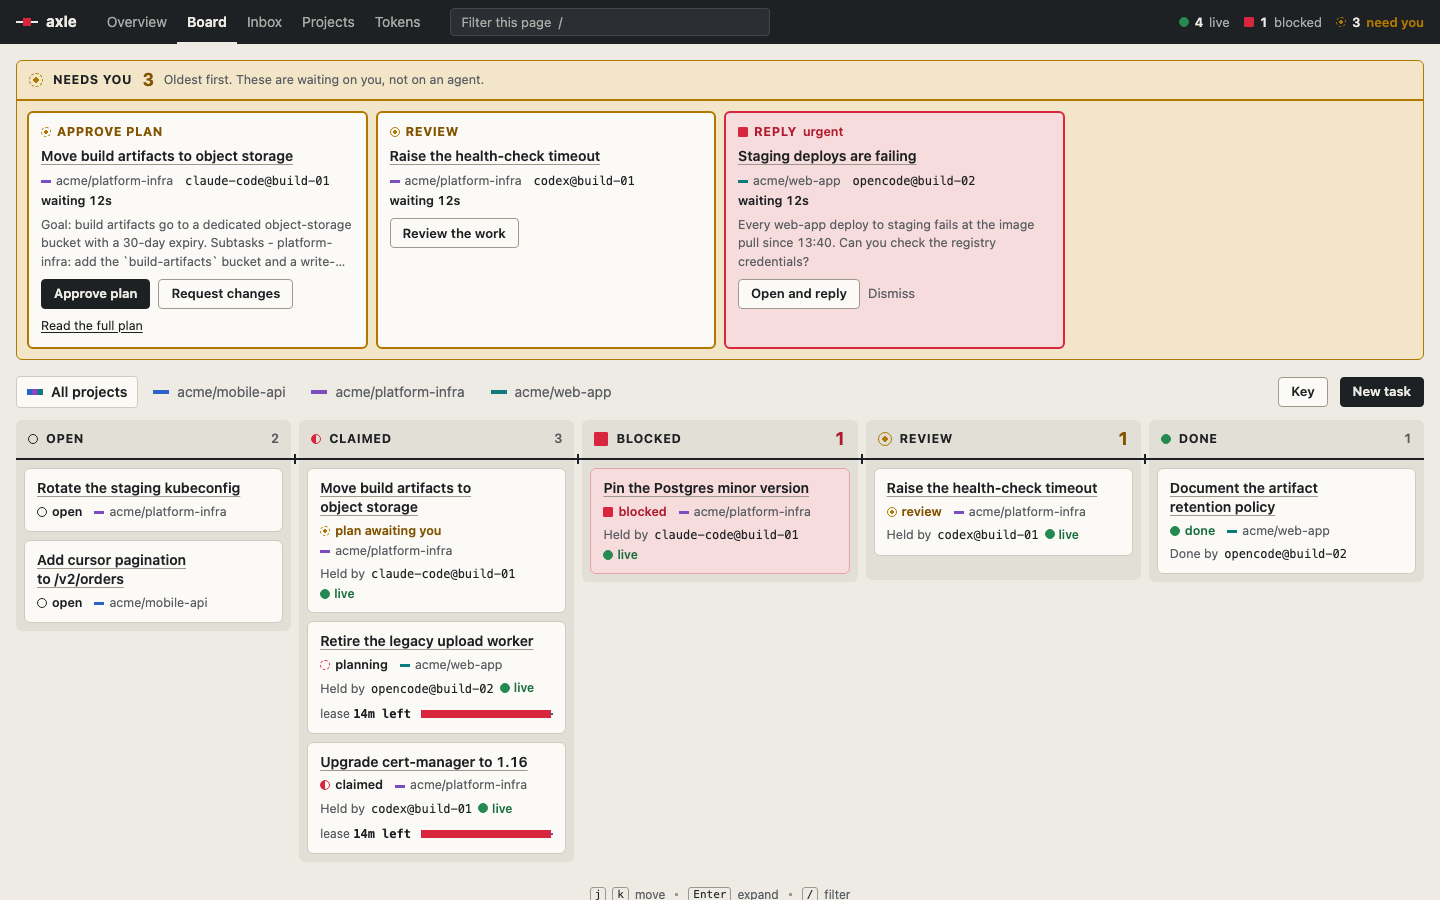 axle Overview Board Inbox Projects Tokens Filter this page / 4 live 1 blocked 3 need you
NEEDS YOU 3 Oldest first. These are waiting on you, not on an agent.
APPROVE PLAN
Move build artifacts to object storage
acme/platform-infra claude-code@build-01
waiting 12s
Goal: build artifacts go to a dedicated object-storage
bucket with a 30-day expiry. Subtasks - platform-
infra: add the `build-artifacts` bucket and a write-...
Approve plan Request changes
Read the full plan
REVIEW
Raise the health-check timeout
acme/platform-infra codex@build-01
waiting 12s
Review the work
REPLY urgent
Staging deploys are failing
acme/web-app opencode@build-02
waiting 12s
Every web-app deploy to staging fails at the image
pull since 13:40. Can you check the registry
credentials?
Open and reply Dismiss
All projects acme/mobile-api acme/platform-infra acme/web-app Key New task
OPEN 2
Rotate the staging kubeconfig
open acme/platform-infra
Add cursor pagination
to /v2/orders
open acme/mobile-api
CLAIMED 3
Move build artifacts to
object storage
plan awaiting you
acme/platform-infra
Held by claude-code@build-01
live
Retire the legacy upload worker
planning acme/web-app
Held by opencode@build-02 live
lease 14m left
Upgrade cert-manager to 1.16
claimed acme/platform-infra
Held by codex@build-01 live
lease 14m left
BLOCKED 1
Pin the Postgres minor version
blocked acme/platform-infra
Held by claude-code@build-01
live
REVIEW 1
Raise the health-check timeout
review acme/platform-infra
Held by codex@build-01 live
DONE 1
Document the artifact
retention policy
done acme/web-app
Done by opencode@build-02
j k move • Enter expand • / filter